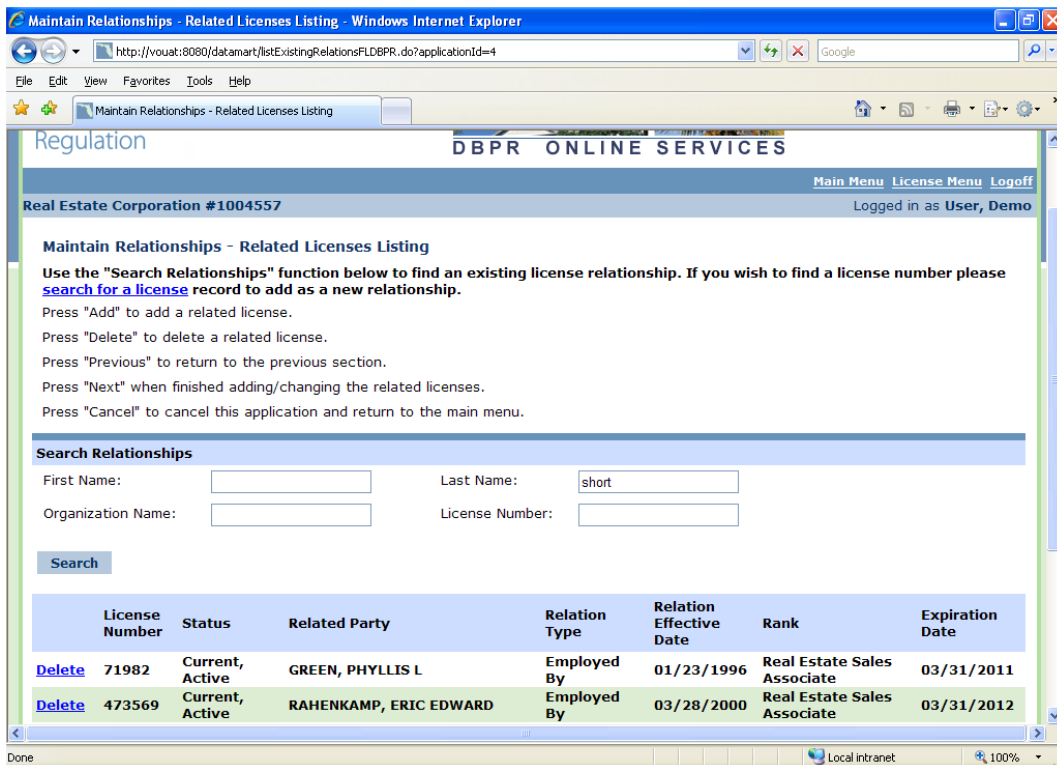 Maintain Relationships - Related Licenses Listing - Windows Internet Explorer
http://vouat:8080/datamart/listExistingRelationsFLDBPR.do?applicationId=4
Google
File Edit View Favorites Tools Help
Maintain Relationships - Related Licenses Listing
Regulation
DBPR ONLINE SERVICES
Main Menu License Menu Logoff
Real Estate Corporation #1004557
Logged in as User, Demo
Maintain Relationships - Related Licenses Listing
Use the "Search Relationships" function below to find an existing license relationship. If you wish to find a license number please
search for a license record to add as a new relationship.
Press "Add" to add a related license.
Press "Delete" to delete a related license.
Press "Previous" to return to the previous section.
Press "Next" when finished adding/changing the related licenses.
Press "Cancel" to cancel this application and return to the main menu.
Search Relationships
First Name:
Last Name: short
Organization Name:
License Number:
Search
License Number Status Related Party Relation Type Relation Effective Date Rank Expiration Date
Delete 71982 Current, Active GREEN, PHYLLIS L Employed By 01/23/1996 Real Estate Sales Associate 03/31/2011
Delete 473569 Current, Active RAHENKAMP, ERIC EDWARD Employed By 03/28/2000 Real Estate Sales Associate 03/31/2012
Done
Local intranet
100%